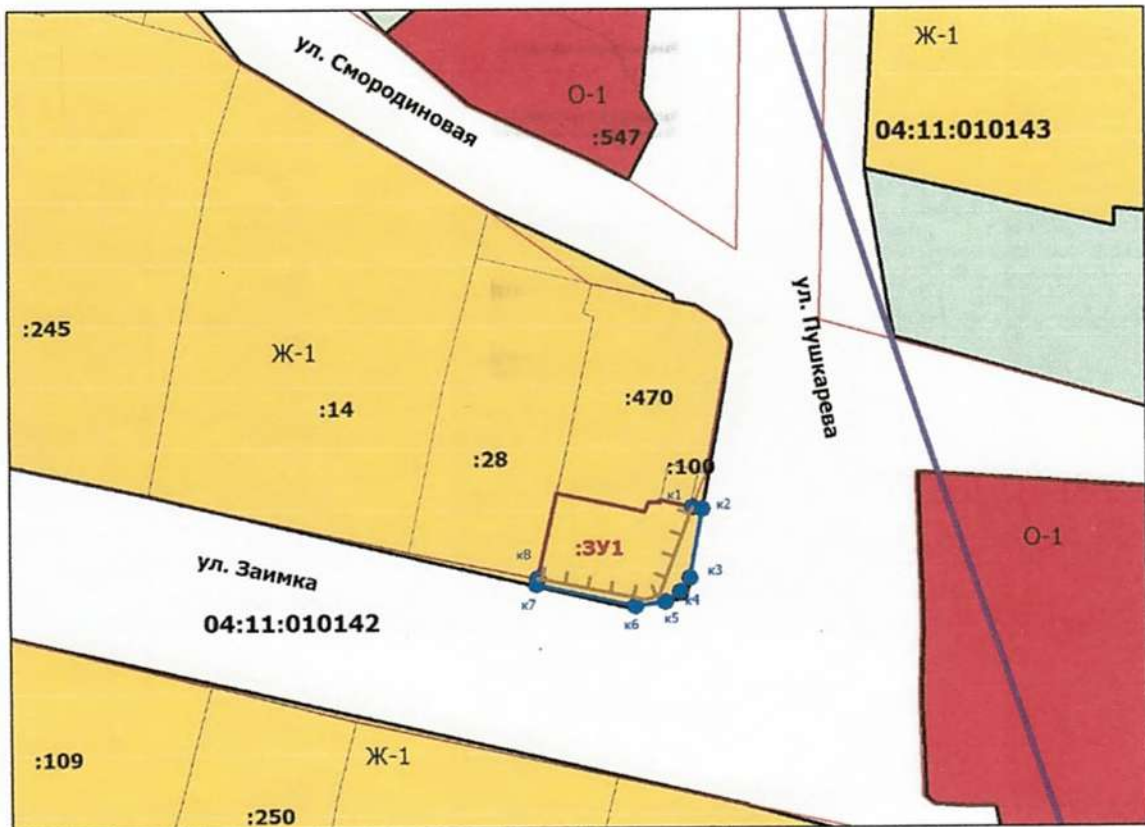 Ж-1
ул. Смородиновая
О-1
:547
04:11:010143
:245
Ж-1
ул. Пушкарева
:14
:470
:28
:100
к1
к2
О-1
:ЗУ1
ул. Заимка
к8
к3
к7
к4
к5
к6
04:11:010142
:109
Ж-1
:250